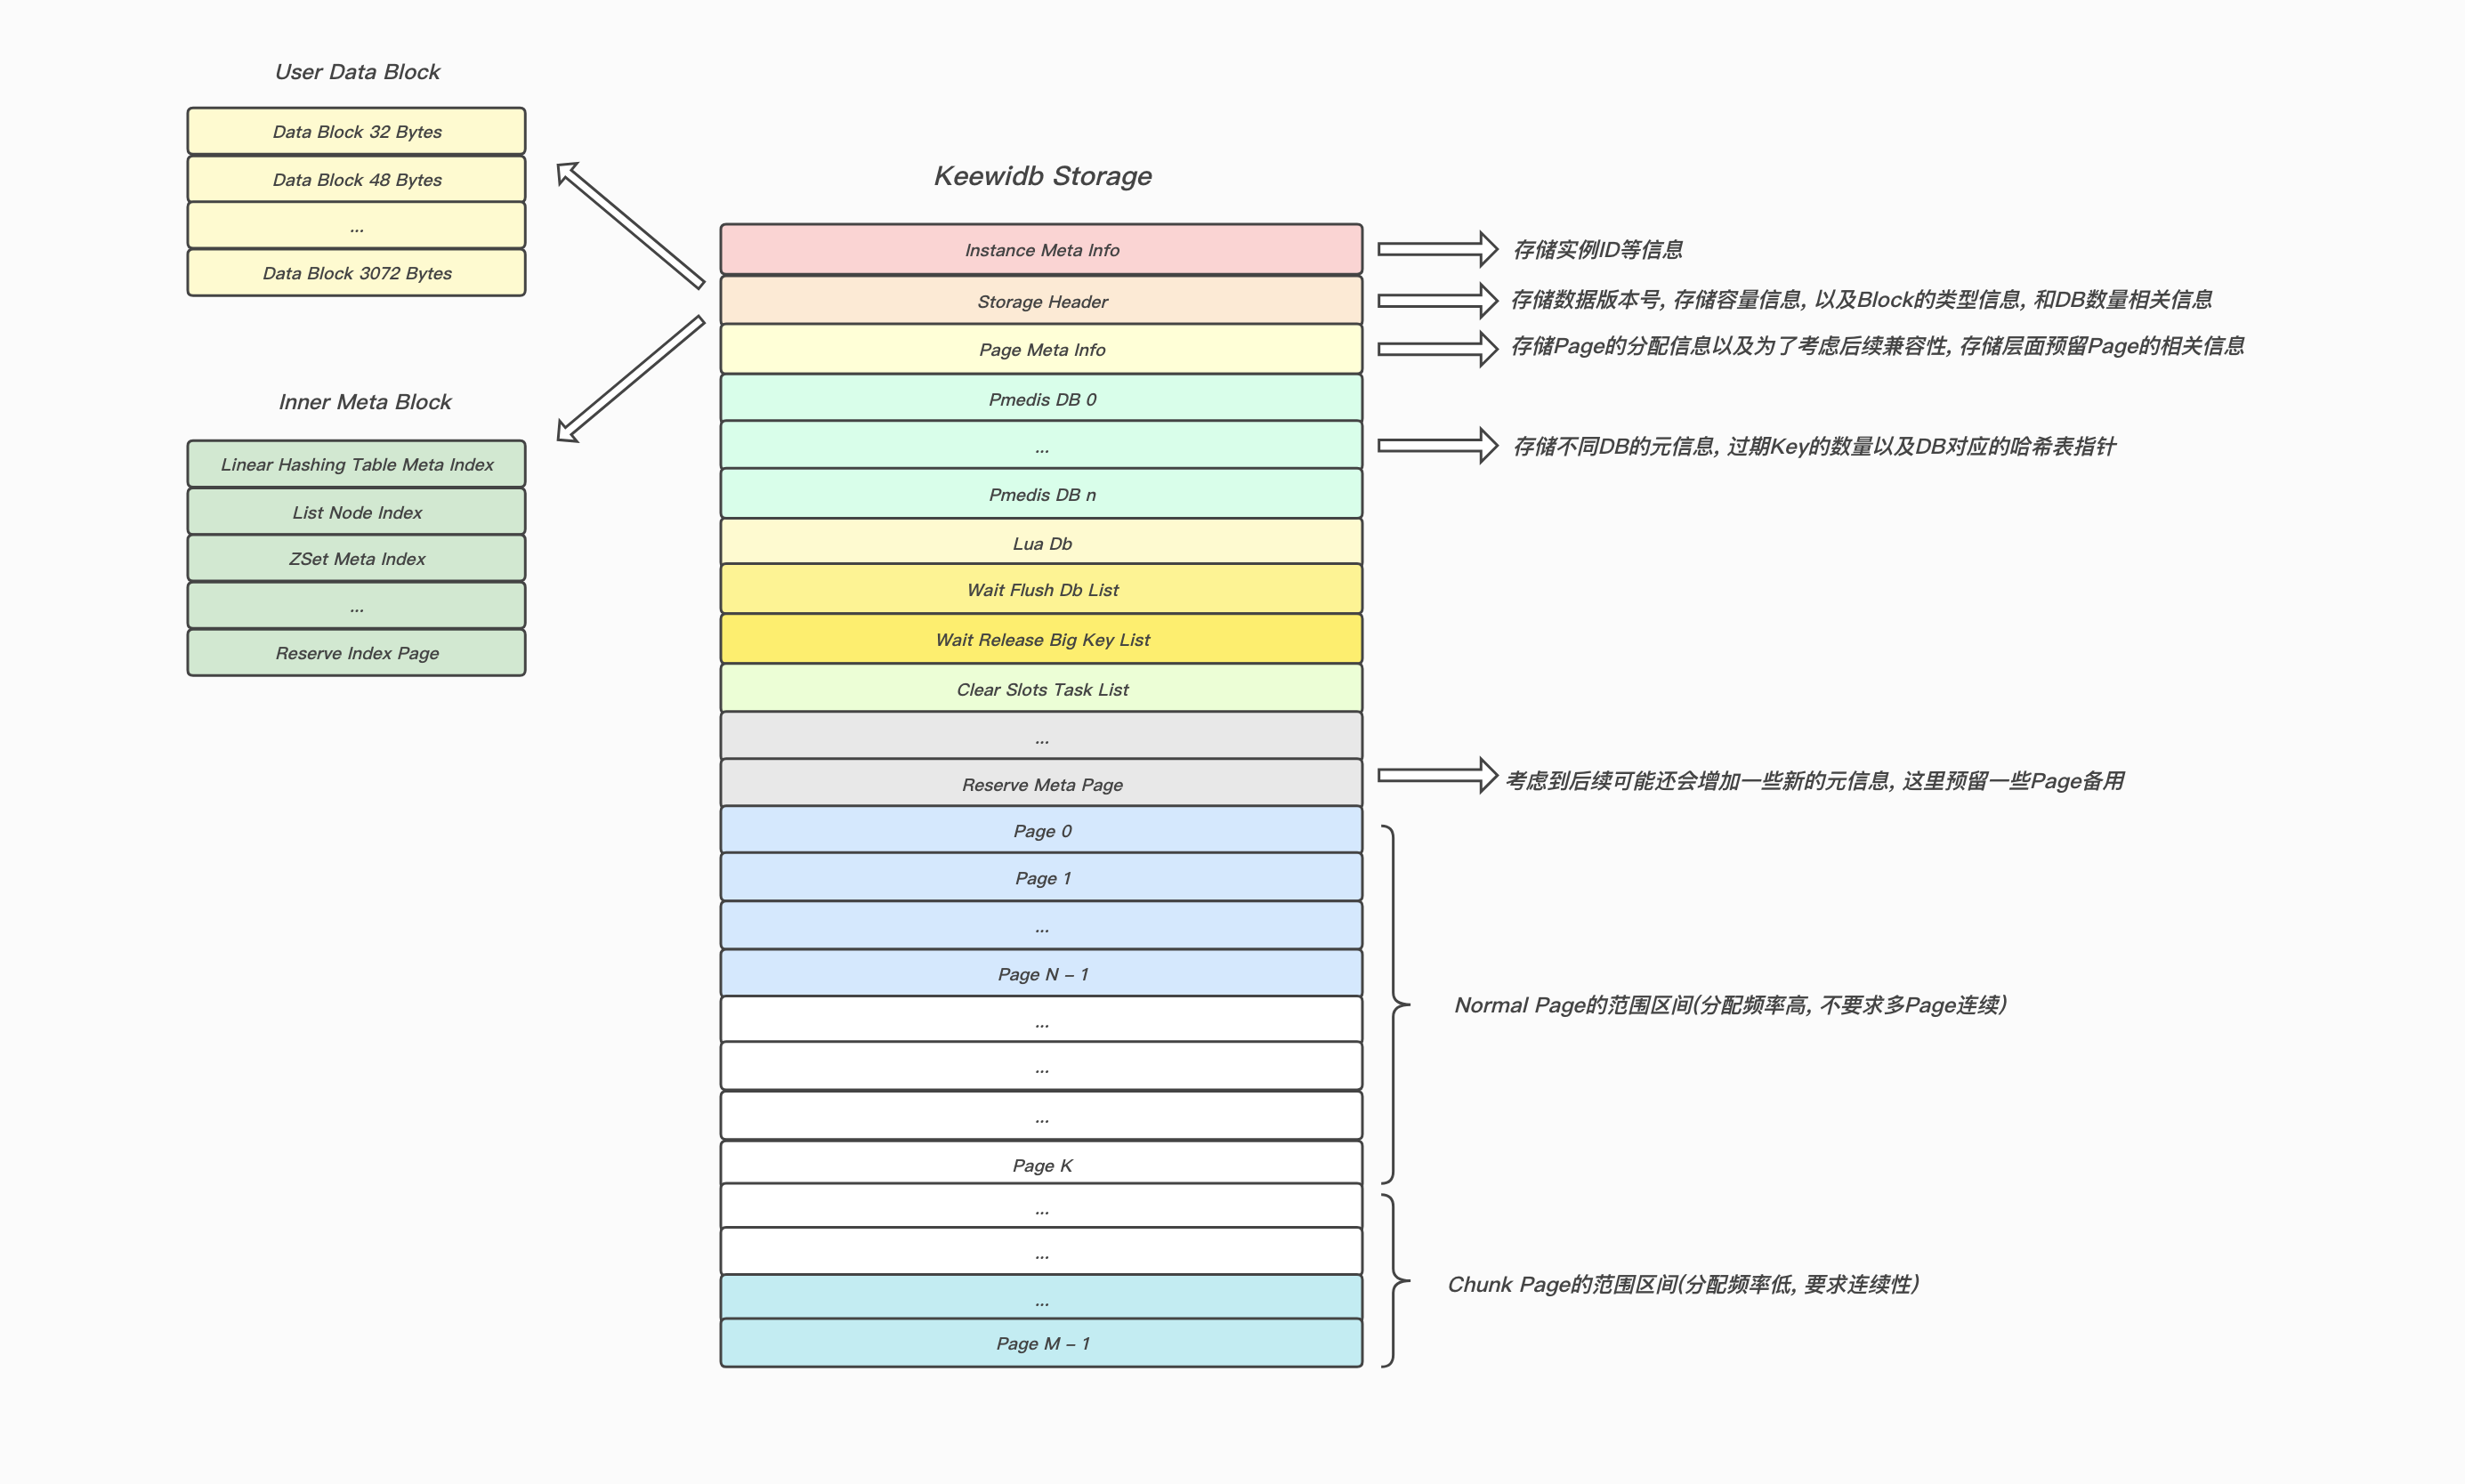 User Data Block
Data Block 32 Bytes
Data Block 48 Bytes
...
Data Block 3072 Bytes
Inner Meta Block
Linear Hashing Table Meta Index
List Node Index
ZSet Meta Index
...
Reserve Index Page
Keewidb Storage
Instance Meta Info
存储实例ID等信息
Storage Header
存储数据版本号, 存储容量信息, 以及Block的类型信息, 和DB数量相关信息
Page Meta Info
存储Page的分配信息以及为了考虑后续兼容性, 存储层面预留Page的相关信息
Pmedis DB 0
...
存储不同DB的元信息, 过期Key的数量以及DB对应的哈希表指针
Pmedis DB n
Lua Db
Wait Flush Db List
Wait Release Big Key List
Clear Slots Task List
...
Reserve Meta Page
考虑到后续可能还会增加一些新的元信息, 这里预留一些Page备用
Page 0
Page 1
...
Page N – 1
...
...
...
Page K
Normal Page的范围区间(分配频率高, 不要求多Page连续)
...
...
...
Page M – 1
Chunk Page的范围区间(分配频率低, 要求连续性)